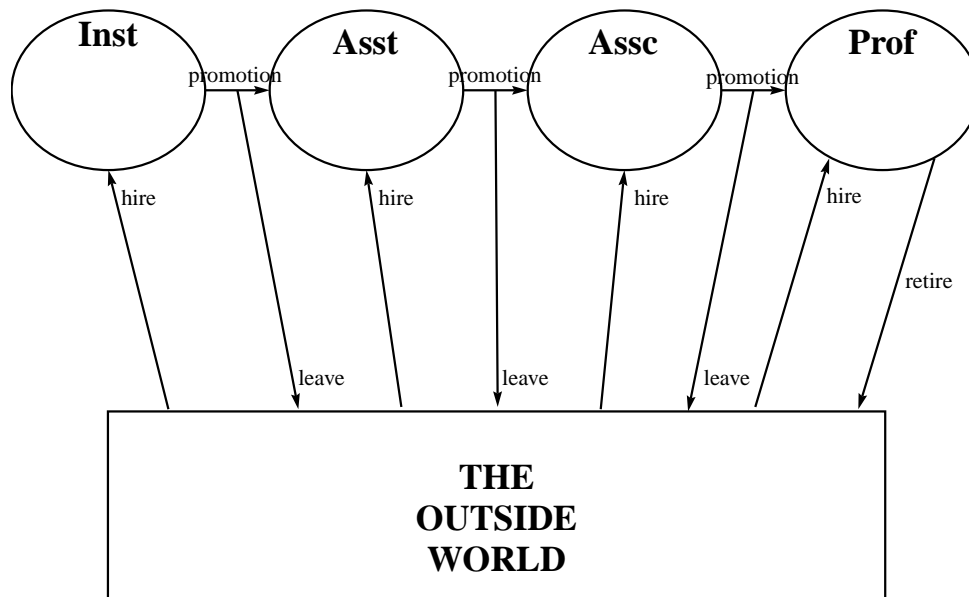 Inst
Asst
Assc
Prof
promotion
promotion
promotion
hire
hire
hire
hire
retire
leave
leave
leave
THE
OUTSIDE
WORLD